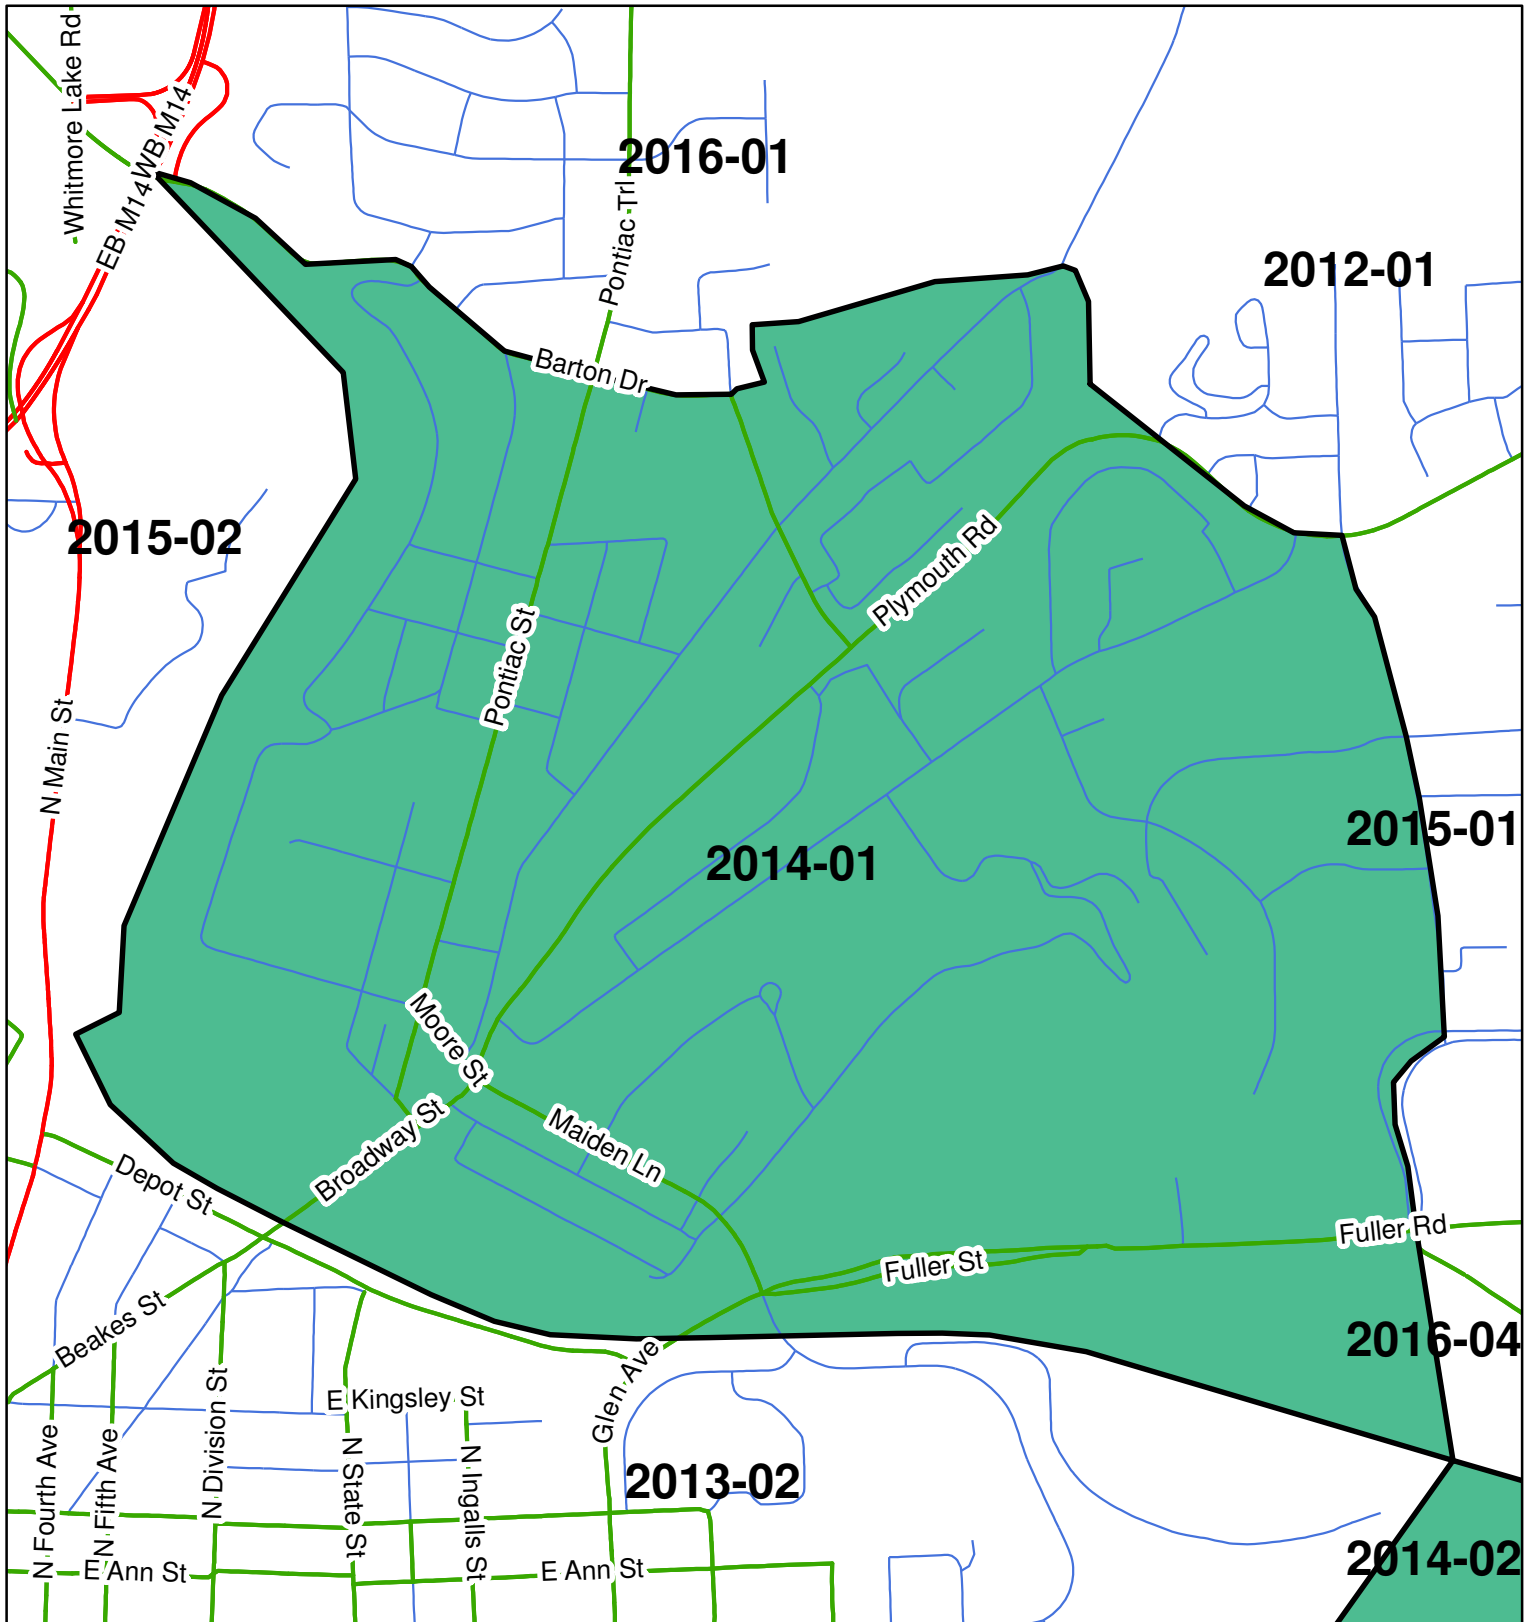 Whitmore Lake Rd
WB M14
EB M14
2016-01
Pontiac Trl
2012-01
Barton Dr
2015-02
Plymouth Rd
Pontiac St
N Main St
2015-01
2014-01
Moore St
Broadway St
Maiden Ln
Depot St
Fuller Rd
Fuller St
Beakes St
2016-04
Glen Ave
E Kingsley St
N Division St
N Fourth Ave
N Fifth Ave
N State St
N Ingalls St
2013-02
2014-02
E Ann St
E Ann St